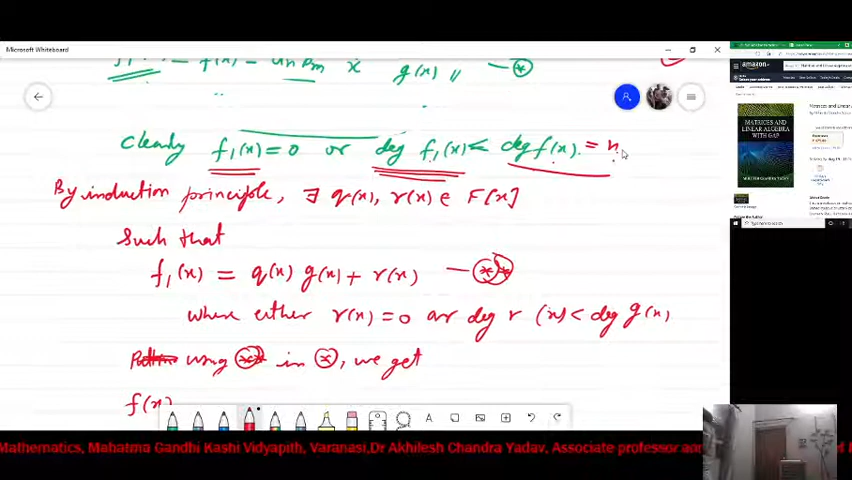 Microsoft Whiteboard
x g(x) —⊛
Clearly f₁(x)=0 or deg f₁(x) < deg f(x). = n.
By induction principle, ∃ q(x), r(x) ∈ F[x]
Such that
f₁(x) = q(x) g(x) + r(x) —(**)
where either r(x)=0 or deg r(x) < deg g(x)
using (**) in (*), we get
f(x)
amazon
MATRICES AND LINEAR ALGEBRA WITH GAP
Mathematics, Mahatma Gandhi Kashi Vidyapith, Varanasi,Dr Akhilesh Chandra Yadav, Associate professor